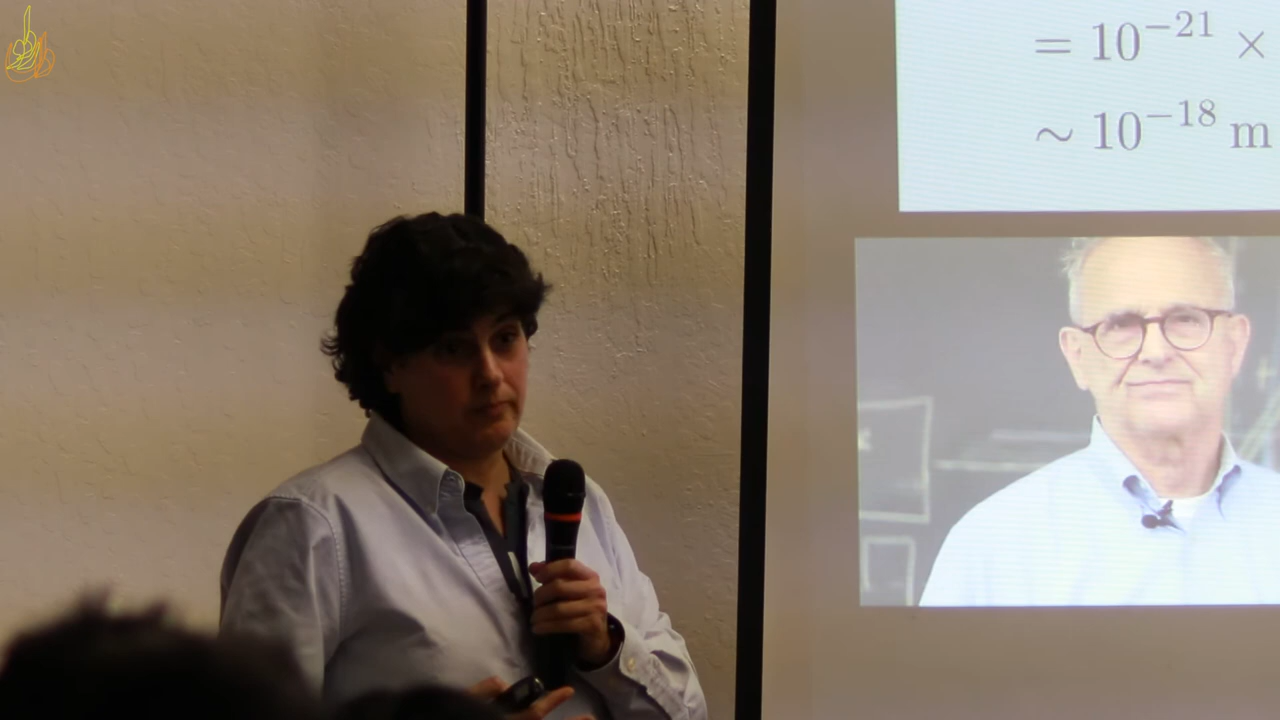 = 10⁻²¹ ×
∼ 10⁻¹⁸ m